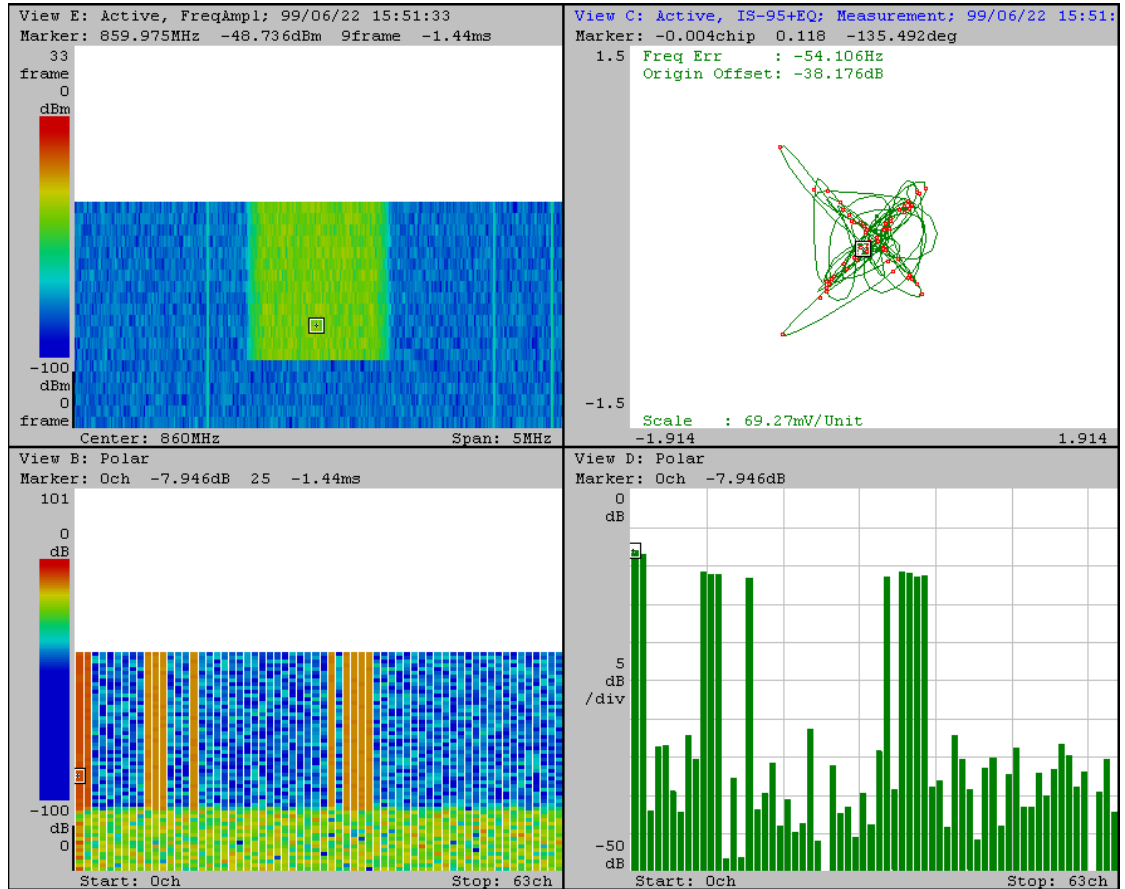 View E: Active, FreqAmpl; 99/06/22 15:51:33
Marker: 859.975MHz -48.736dBm 9frame -1.44ms
33
frame
0
dBm
-100
dBm
0
frame
Center: 860MHz Span: 5MHz
View C: Active, IS-95+EQ; Measurement; 99/06/22 15:51:
Marker: -0.004chip 0.118 -135.492deg
1.5
Freq Err : -54.106Hz
Origin Offset: -38.176dB
-1.5
Scale : 69.27mV/Unit
-1.914 1.914
View B: Polar
Marker: 0ch -7.946dB 25 -1.44ms
101
0
dB
-100
dB
0
Start: 0ch Stop: 63ch
View D: Polar
Marker: 0ch -7.946dB
0
dB
5
dB
/div
-50
dB
Start: 0ch Stop: 63ch